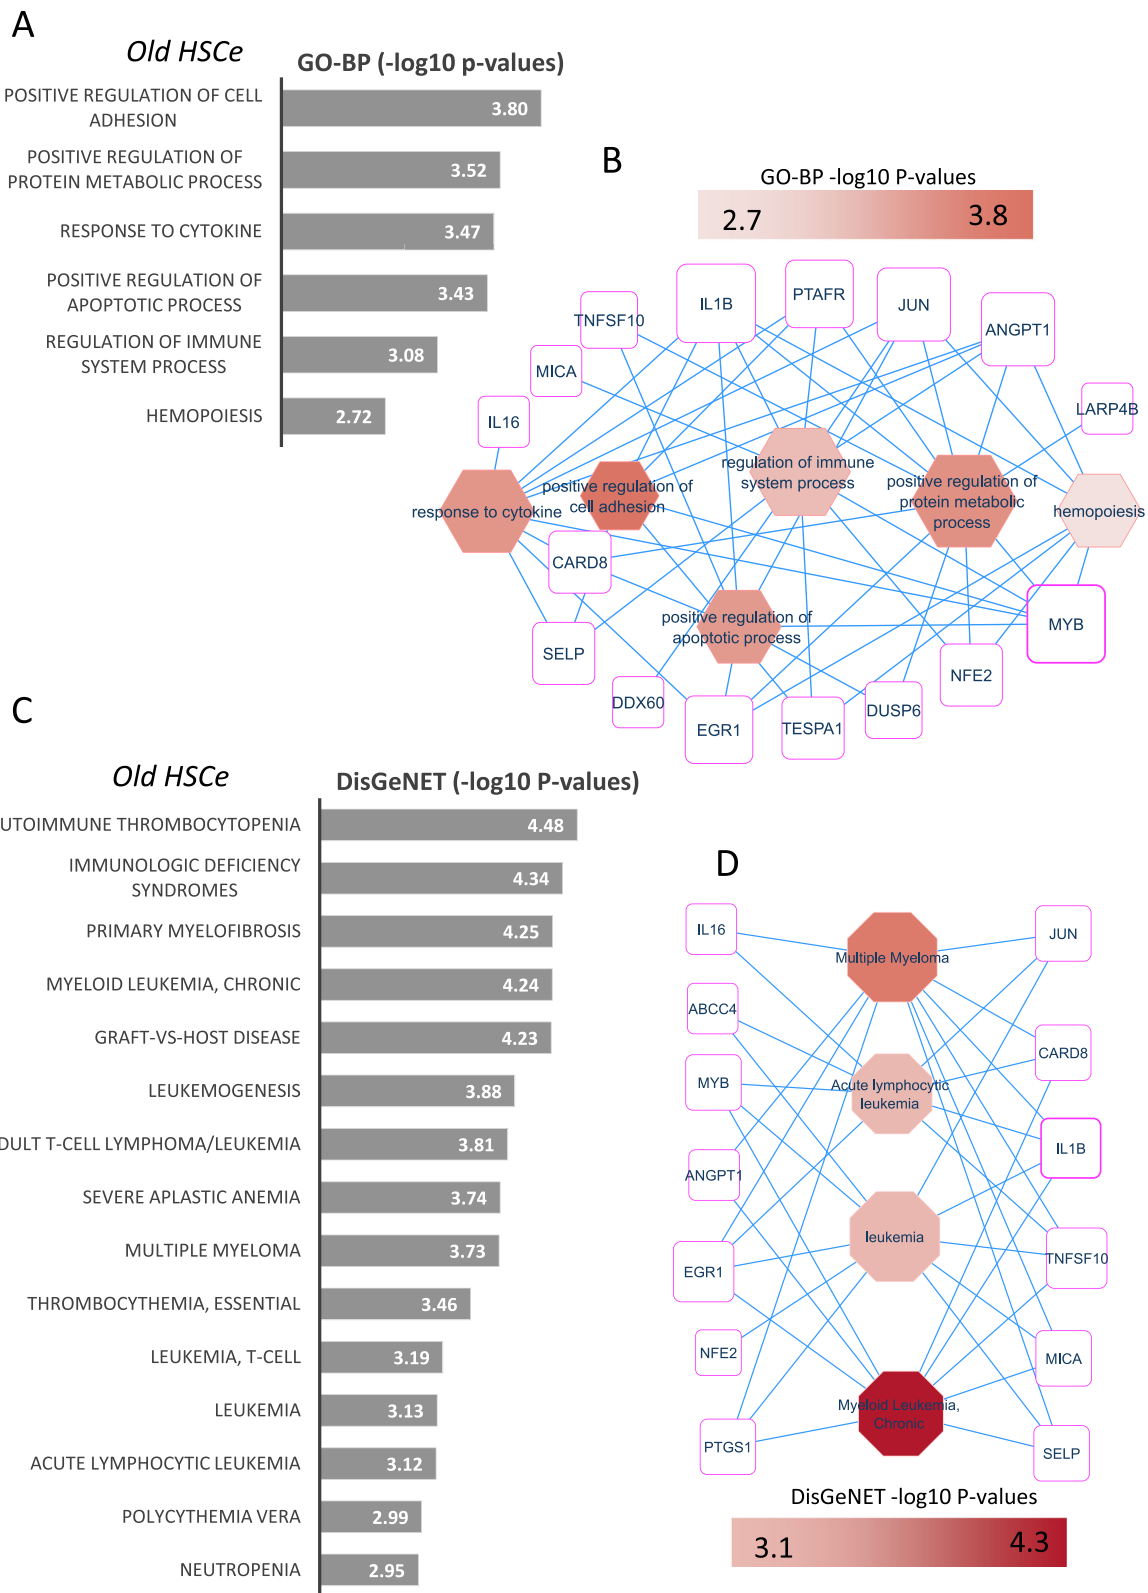 A
Old HSCe
GO-BP (-log10 p-values)
POSITIVE REGULATION OF CELL
ADHESION
3.80
POSITIVE REGULATION OF
PROTEIN METABOLIC PROCESS
3.52
RESPONSE TO CYTOKINE
3.47
POSITIVE REGULATION OF
APOPTOTIC PROCESS
3.43
REGULATION OF IMMUNE
SYSTEM PROCESS
3.08
HEMOPOIESIS
2.72
B
GO-BP -log10 P-values
2.7
3.8
TNFSF10
IL1B
PTAFR
JUN
ANGPT1
MICA
LARP4B
IL16
response to cytokine
positive regulation of
cell adhesion
regulation of immune
system process
positive regulation of
protein metabolic
process
hemopoiesis
CARD8
positive regulation of
apoptotic process
MYB
SELP
NFE2
DDX60
EGR1
TESPA1
DUSP6
C
Old HSCe
DisGeNET (-log10 P-values)
UTOIMMUNE THROMBOCYTOPENIA
4.48
IMMUNOLOGIC DEFICIENCY
SYNDROMES
4.34
PRIMARY MYELOFIBROSIS
4.25
MYELOID LEUKEMIA, CHRONIC
4.24
GRAFT-VS-HOST DISEASE
4.23
LEUKEMOGENESIS
3.88
DULT T-CELL LYMPHOMA/LEUKEMIA
3.81
SEVERE APLASTIC ANEMIA
3.74
MULTIPLE MYELOMA
3.73
THROMBOCYTHEMIA, ESSENTIAL
3.46
LEUKEMIA, T-CELL
3.19
LEUKEMIA
3.13
ACUTE LYMPHOCYTIC LEUKEMIA
3.12
POLYCYTHEMIA VERA
2.99
NEUTROPENIA
2.95
D
IL16
Multiple Myeloma
JUN
ABCC4
CARD8
MYB
Acute lymphocytic
leukemia
IL1B
ANGPT1
leukemia
TNFSF10
EGR1
NFE2
MICA
Myeloid Leukemia,
Chronic
PTGS1
SELP
DisGeNET -log10 P-values
3.1
4.3